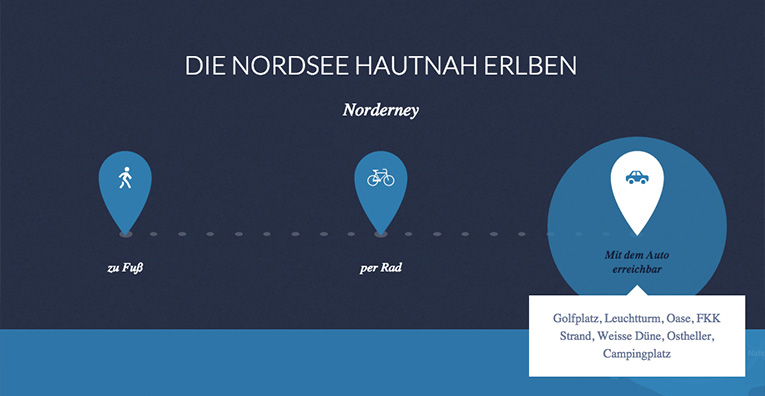 DIE NORDSEE HAUTNAH ERLBEN
Norderney
zu Fuß
per Rad
Mit dem Auto
erreichbar
Golfplatz, Leuchtturm, Oase, FKK
Strand, Weisse Düne, Ostheller,
Campingplatz